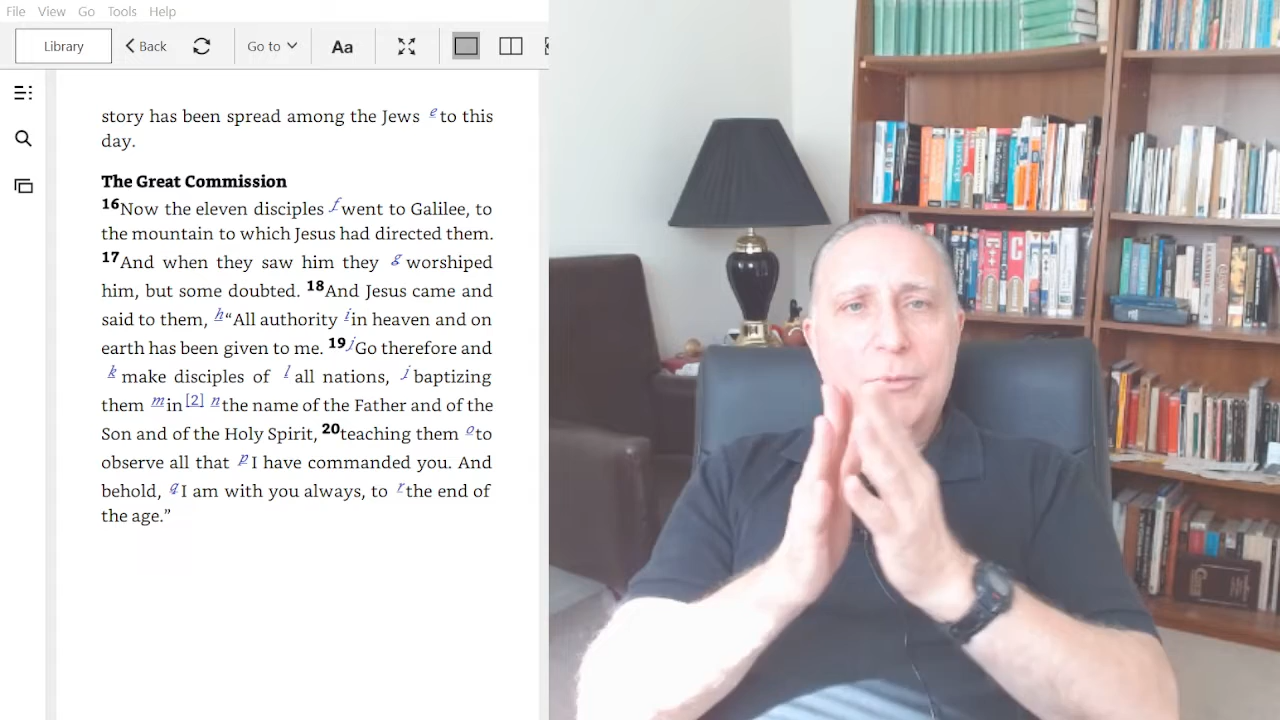 File View Go Tools Help
Library Back Go to Aa
story has been spread among the Jews e to this
day.
The Great Commission
16Now the eleven disciples f went to Galilee, to
the mountain to which Jesus had directed them.
17And when they saw him they g worshiped
him, but some doubted. 18And Jesus came and
said to them, h“All authority i in heaven and on
earth has been given to me. 19 j Go therefore and
k make disciples of l all nations, j baptizing
them m in[2] n the name of the Father and of the
Son and of the Holy Spirit, 20teaching them o to
observe all that p I have commanded you. And
behold, q I am with you always, to r the end of
the age.”
C++
C